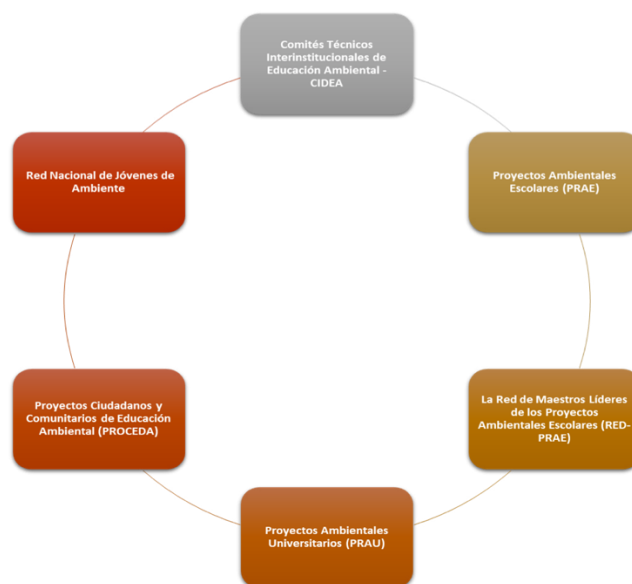 Comités Técnicos
Interinstitucionales de
Educación Ambiental -
CIDEA
Proyectos Ambientales
Escolares (PRAE)
La Red de Maestros Líderes
de los Proyectos
Ambientales Escolares (RED-
PRAE)
Proyectos Ambientales
Universitarios (PRAU)
Proyectos Ciudadanos y
Comunitarios de Educación
Ambiental (PROCEDA)
Red Nacional de Jóvenes de
Ambiente